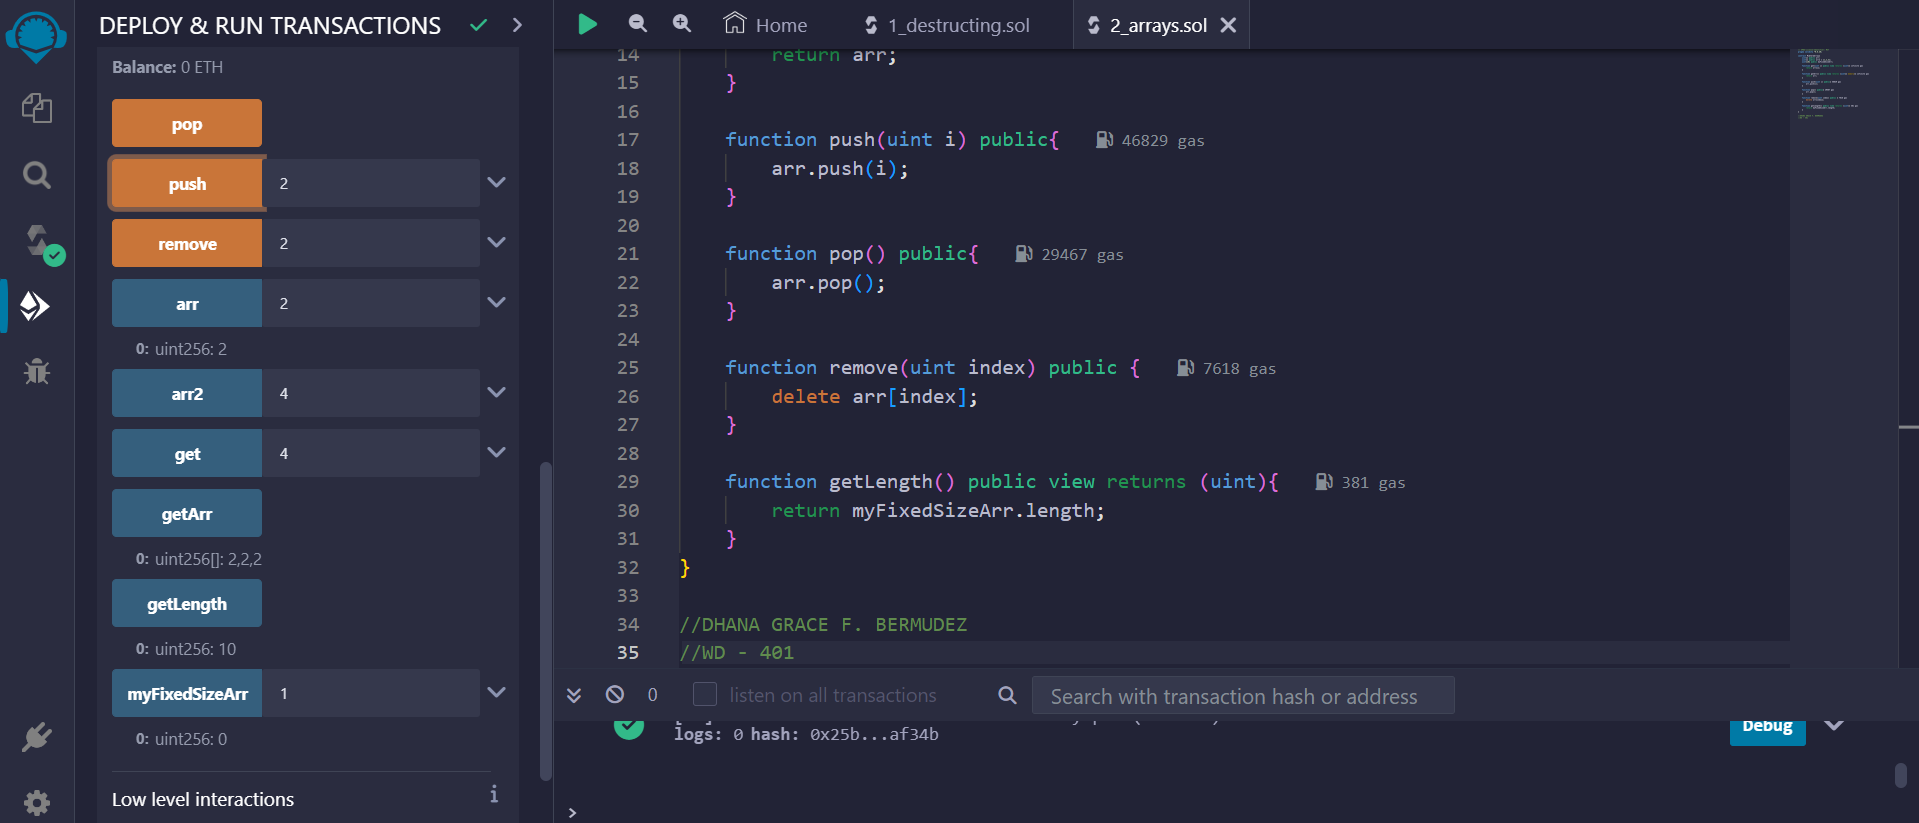 DEPLOY & RUN TRANSACTIONS
Balance: 0 ETH
pop
push 2
remove 2
arr 2
0: uint256: 2
arr2 4
get 4
getArr
0: uint256[]: 2,2,2
getLength
0: uint256: 10
myFixedSizeArr 1
0: uint256: 0
Low level interactions i
Home 1_destructing.sol 2_arrays.sol
14 return arr;
15 }
16
17 function push(uint i) public{ 46829 gas
18 arr.push(i);
19 }
20
21 function pop() public{ 29467 gas
22 arr.pop();
23 }
24
25 function remove(uint index) public { 7618 gas
26 delete arr[index];
27 }
28
29 function getLength() public view returns (uint){ 381 gas
30 return myFixedSizeArr.length;
31 }
32 }
33
34 //DHANA GRACE F. BERMUDEZ
35 //WD - 401
0 listen on all transactions Search with transaction hash or address
logs: 0 hash: 0x25b...af34b
Debug
>